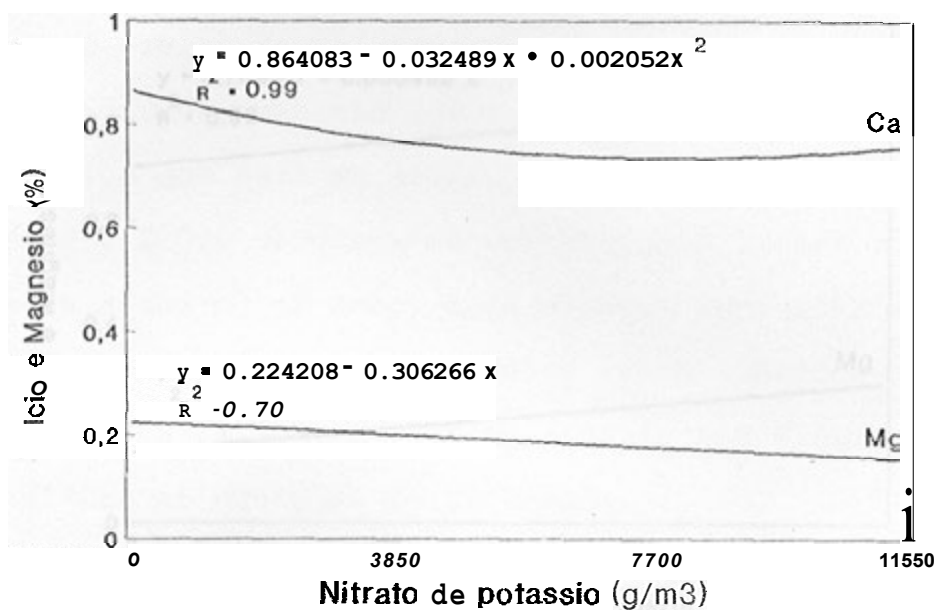 1
y = 0.864083 - 0.032489 x • 0.002052x 2
R 2 • 0.99
0,8
Ca
Icio e Magnesio (%)
0,6
0,4
Mg
y = 0.224208 - 0.306266 x
R 2 -0.70
0,2
Mg
i
0
0 3850 7700 11550
Nitrato de potassio (g/m3)